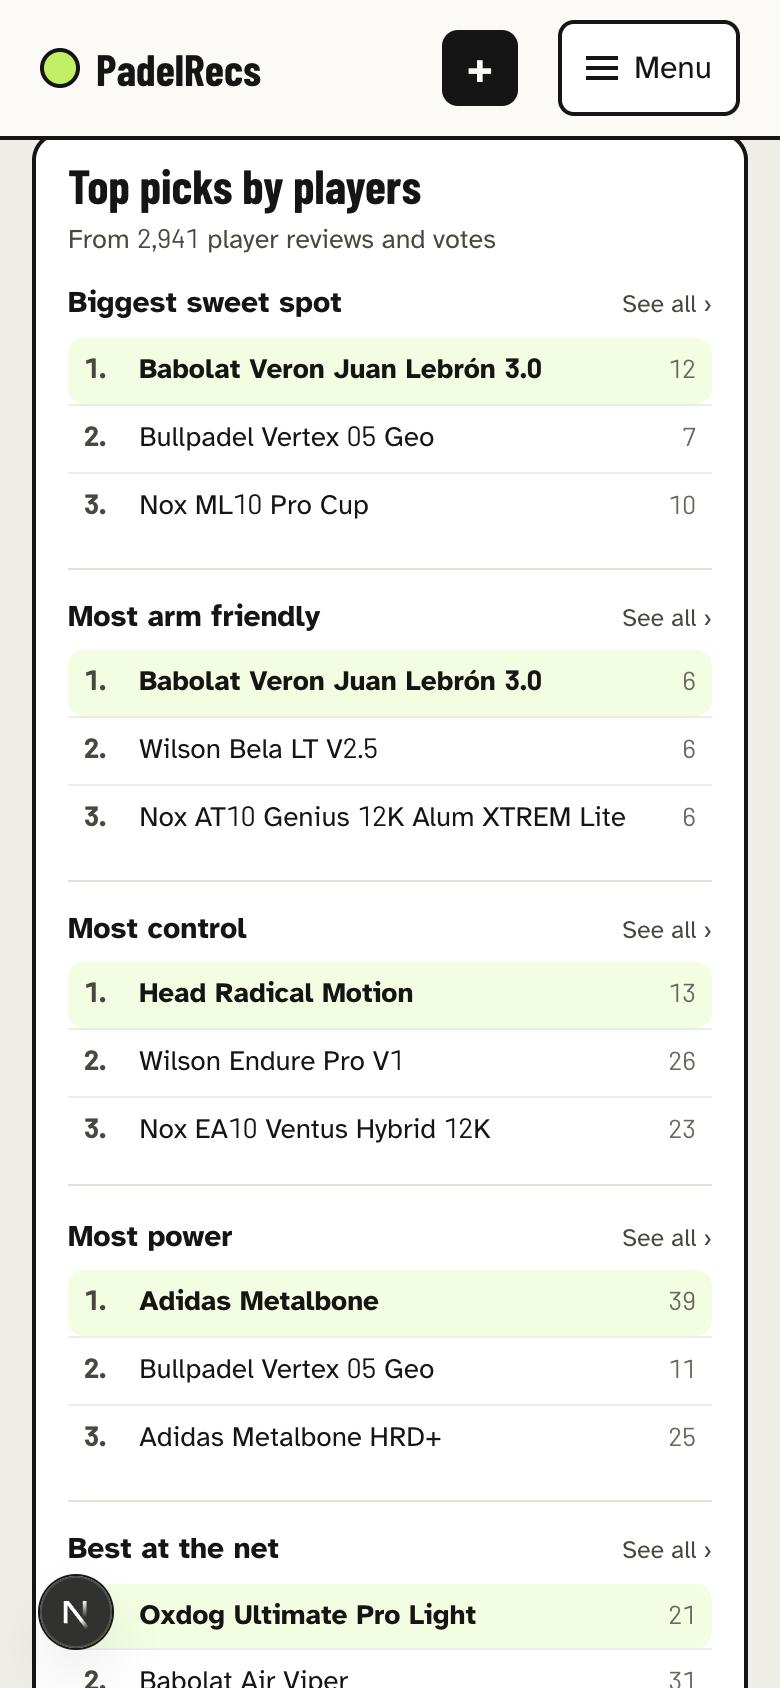 PadelRecs
+
Menu
Top picks by players
From 2,941 player reviews and votes
Biggest sweet spot See all ›
1. Babolat Veron Juan Lebrón 3.0 12
2. Bullpadel Vertex 05 Geo 7
3. Nox ML10 Pro Cup 10
Most arm friendly See all ›
1. Babolat Veron Juan Lebrón 3.0 6
2. Wilson Bela LT V2.5 6
3. Nox AT10 Genius 12K Alum XTREM Lite 6
Most control See all ›
1. Head Radical Motion 13
2. Wilson Endure Pro V1 26
3. Nox EA10 Ventus Hybrid 12K 23
Most power See all ›
1. Adidas Metalbone 39
2. Bullpadel Vertex 05 Geo 11
3. Adidas Metalbone HRD+ 25
Best at the net See all ›
N Oxdog Ultimate Pro Light 21
2. Babolat Air Viper 31